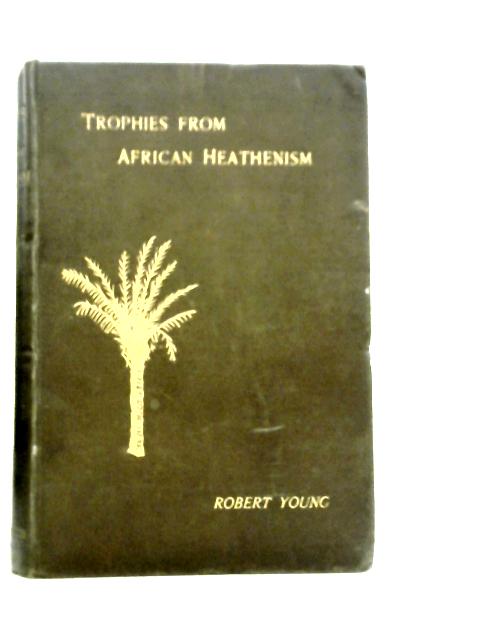 TROPHIES FROM
AFRICAN HEATHENISM
ROBERT YOUNG